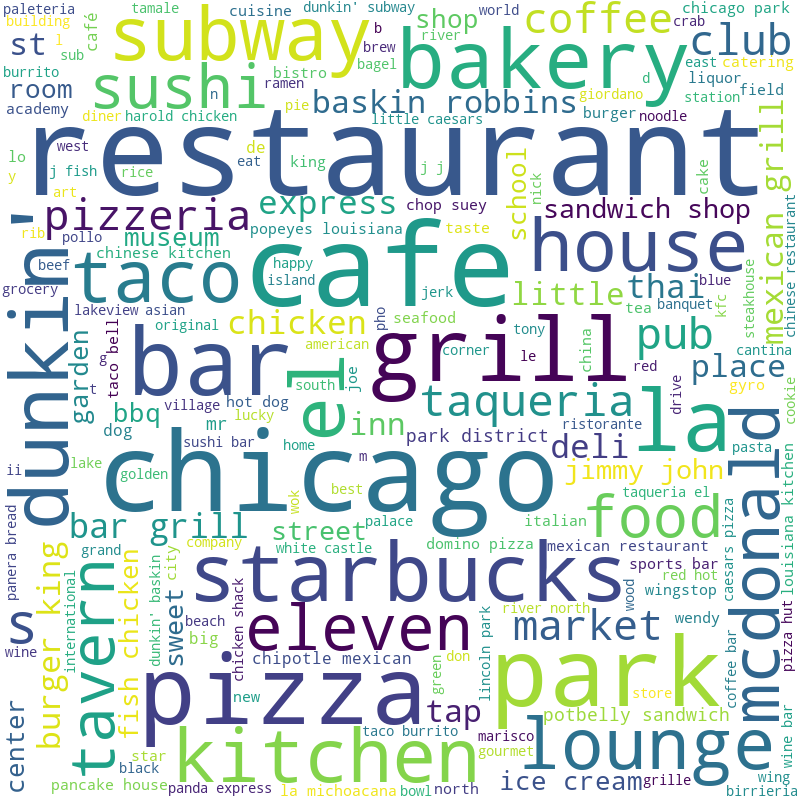 paleteria
tamale
cuisine
dunkin' subway
world
crab
chicago park
building
l
café
subway
shop
b
river
coffee
bakery
club
east
catering
st
sub
sushi
brew
bistro
bagel
d
liquor
station
field
burrito
room
n
ramen
baskin robbins
pie
giordano
burger
noodle
academy
diner
harold chicken
little caesars
restaurant
mexican grill
west
de
eat
king
j j
school
nick
cake
lo
j fish
rice
y
art
pizzeria
express
chop suey
sandwich shop
rib
pollo
museum
popeyes louisiana
taste
house
chinese restaurant
dunkin'
beef
chinese kitchen
happy
island
cafe
taco
jerk
little
thai
tea
blue
banquet
kfc
steakhouse
grocery
lakeview
asian
original
chicken
pho
seafood
american
tony
corner
china
pub
cantina
garden
g
taco bell
bar
grill
le
red
place
t
el
south
joe
drive
gyro
cookie
village
hot dog
bbq
mr
lucky
inn
taqueria
la
mcdonald
ristorante
dog
sushi bar
home
m
park district
deli
pasta
ii
lake
golden
chicago
best
wok
jimmy john
taqueria el
louisiana kitchen
panera bread
bar grill
street
palace
italian
food
caesars pizza
grand
company
white castle
domino pizza
mexican restaurant
burger king
tavern
fish chicken
dunkin' baskin
sweet
city
starbucks
sports bar
red hot
wingstop
pizza hut
international
chicken shack
wood
wendy
s
beach
big
eleven
river north
lincoln park
market
coffee bar
wine
chipotle mexican
don
green
park
store
center
new
pizza
tap
potbelly sandwich
star
kitchen
taco burrito
marisco
gourmet
lounge
wine bar
black
pancake house
panda express
la michoacana
bowl
north
ice cream
grille
wing
birrieria